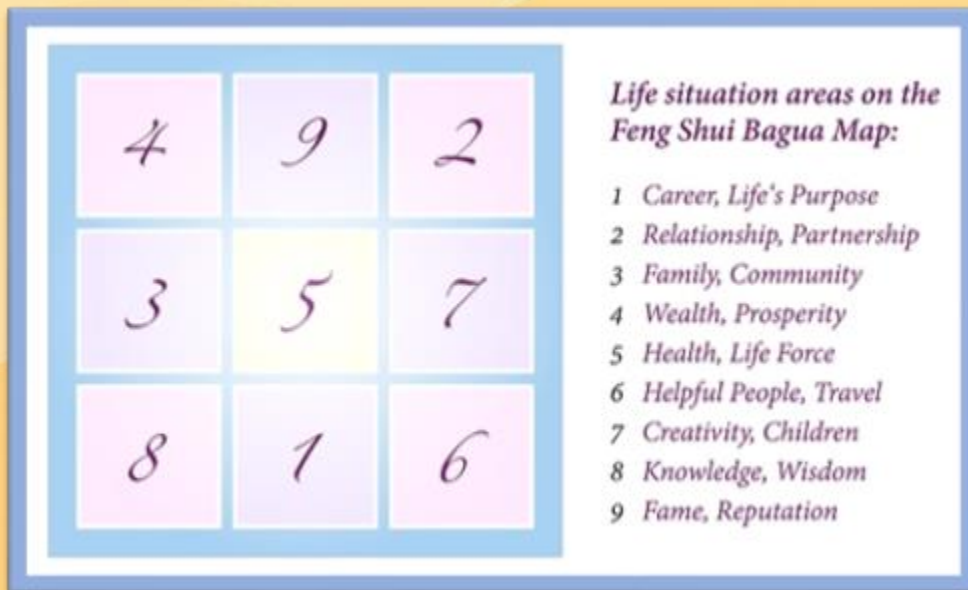 4 9 2
3 5 7
8 1 6
Life situation areas on the
Feng Shui Bagua Map:
1 Career, Life's Purpose
2 Relationship, Partnership
3 Family, Community
4 Wealth, Prosperity
5 Health, Life Force
6 Helpful People, Travel
7 Creativity, Children
8 Knowledge, Wisdom
9 Fame, Reputation